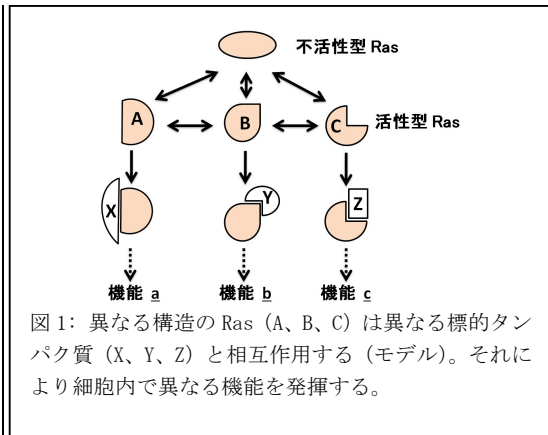 不活性型 Ras
A
B
C
活性型 Ras
X
Y
Z
機能 a
機能 b
機能 c
図 1: 異なる構造の Ras (A、B、C) は異なる標的タン
パク質 (X、Y、Z) と相互作用する (モデル)。それに
より細胞内で異なる機能を発揮する。